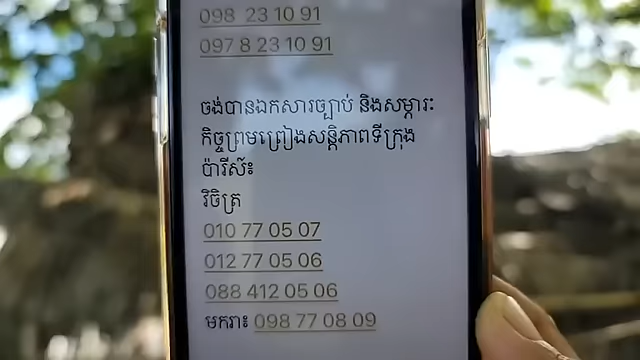 098 23 10 91
097 8 23 10 91
ចង់បានឯកសារច្បាប់ និងសម្ភារៈ
កិច្ចព្រមព្រៀងសន្តិភាពទីក្រុង
ប៉ារីស៍៖
វិចិត្រ
010 77 05 07
012 77 05 06
088 412 05 06
មករា៖ 098 77 08 09